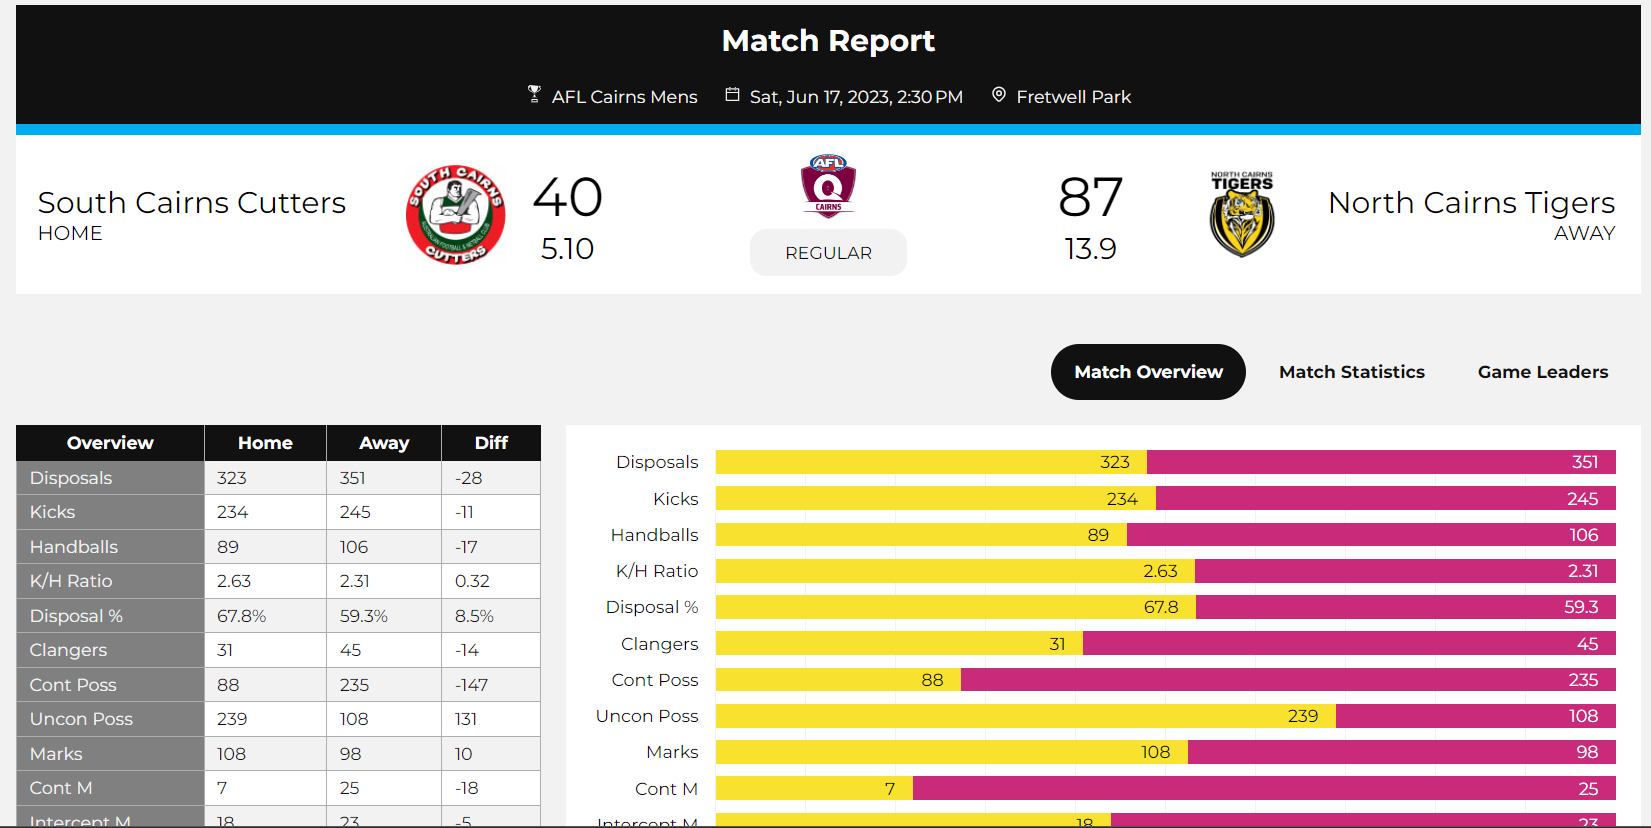 Match Report
AFL Cairns Mens Sat, Jun 17, 2023, 2:30 PM Fretwell Park
South Cairns Cutters
HOME
SOUTH CAIRNS
CUTTERS
40
5.10
AFL
Q
CAIRNS
REGULAR
87
13.9
NORTH CAIRNS
TIGERS
North Cairns Tigers
AWAY
Match Overview Match Statistics Game Leaders
Overview Home Away Diff
Disposals 323 351 -28
Kicks 234 245 -11
Handballs 89 106 -17
K/H Ratio 2.63 2.31 0.32
Disposal % 67.8% 59.3% 8.5%
Clangers 31 45 -14
Cont Poss 88 235 -147
Uncon Poss 239 108 131
Marks 108 98 10
Cont M 7 25 -18
Intercept M 18 23 -5
Disposals 323 351
Kicks 234 245
Handballs 89 106
K/H Ratio 2.63 2.31
Disposal % 67.8 59.3
Clangers 31 45
Cont Poss 88 235
Uncon Poss 239 108
Marks 108 98
Cont M 7 25
Intercept M 18 23